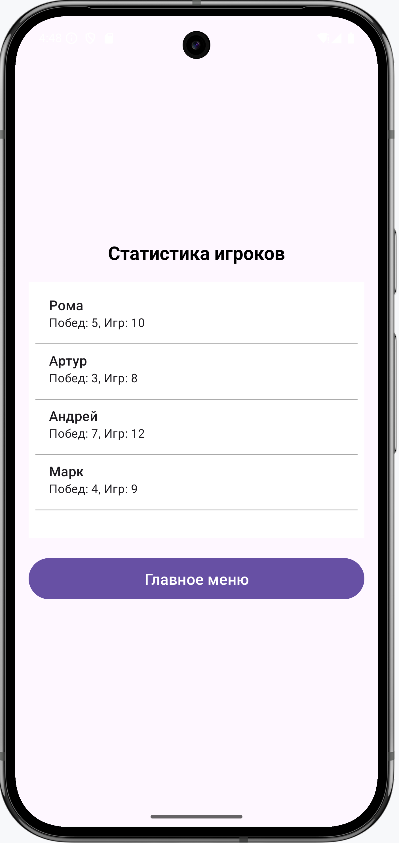 Статистика игроков
Рома
Побед: 5, Игр: 10
Артур
Побед: 3, Игр: 8
Андрей
Побед: 7, Игр: 12
Марк
Побед: 4, Игр: 9
Главное меню